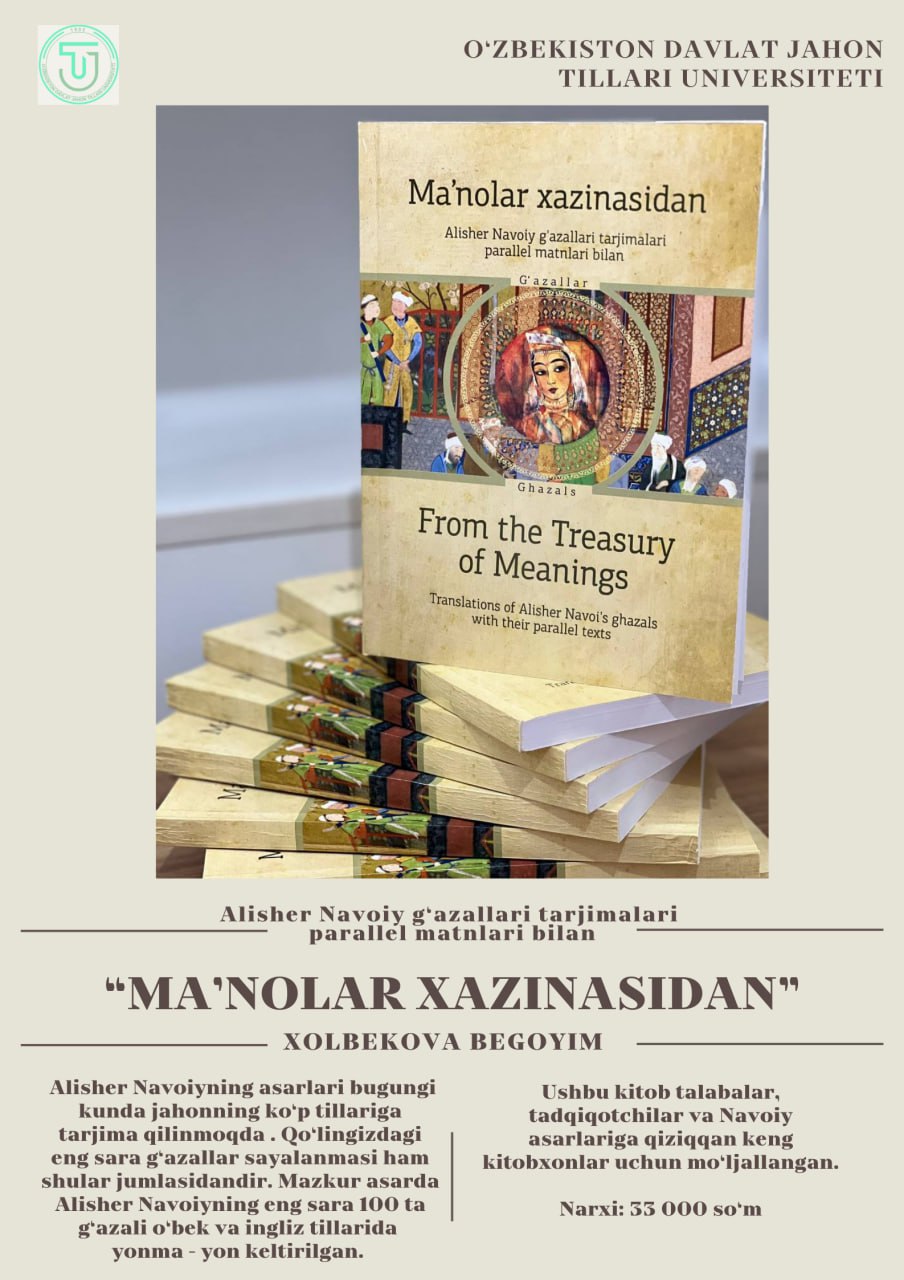 O‘ZBEKISTON DAVLAT JAHON
TILLARI UNIVERSITETI
Ma’nolar xazinasidan
Alisher Navoiy g'azallari tarjimalari
parallel matnlari bilan
G‘azallar
Ghazals
From the Treasury
of Meanings
Translations of Alisher Navoi's ghazals
with their parallel texts
Alisher Navoiy g‘azallari tarjimalari
parallel matnlari bilan
“MA’NOLAR XAZINASIDAN”
XOLBEKOVA BEGOYIM
Alisher Navoiyning asarlari bugungi
kunda jahonning ko‘p tillariga
tarjima qilinmoqda . Qo‘lingizdagi
eng sara g‘azallar sayalanmasi ham
shular jumlasidandir. Mazkur asarda
Alisher Navoiyning eng sara 100 ta
g‘azali o‘bek va ingliz tillarida
yonma - yon keltirilgan.
Ushbu kitob talabalar,
tadqiqotchilar va Navoiy
asarlariga qiziqqan keng
kitobxonlar uchun mo‘ljallangan.
Narxi: 33 000 so‘m